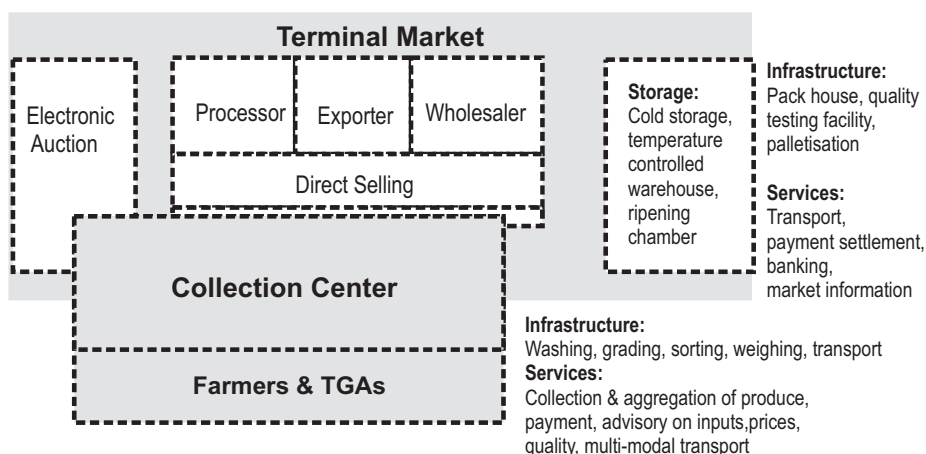 Terminal Market
Electronic
Auction
Processor
Exporter
Wholesaler
Direct Selling
Storage:
Cold storage,
temperature
controlled
warehouse,
ripening
chamber
Infrastructure:
Pack house, quality
testing facility,
palletisation
Services:
Transport,
payment settlement,
banking,
market information
Collection Center
Farmers & TGAs
Infrastructure:
Washing, grading, sorting, weighing, transport
Services:
Collection & aggregation of produce,
payment, advisory on inputs,prices,
quality, multi-modal transport